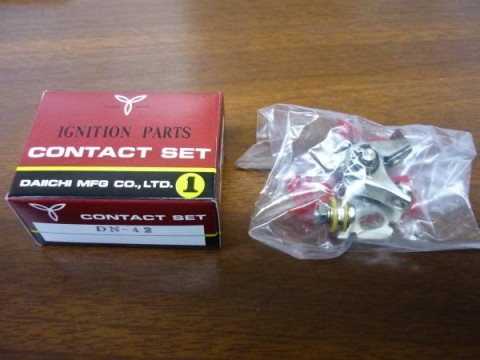 IGNITION PARTS
CONTACT SET
DAIICHI MFG CO., LTD. 1
CONTACT SET
DN-42